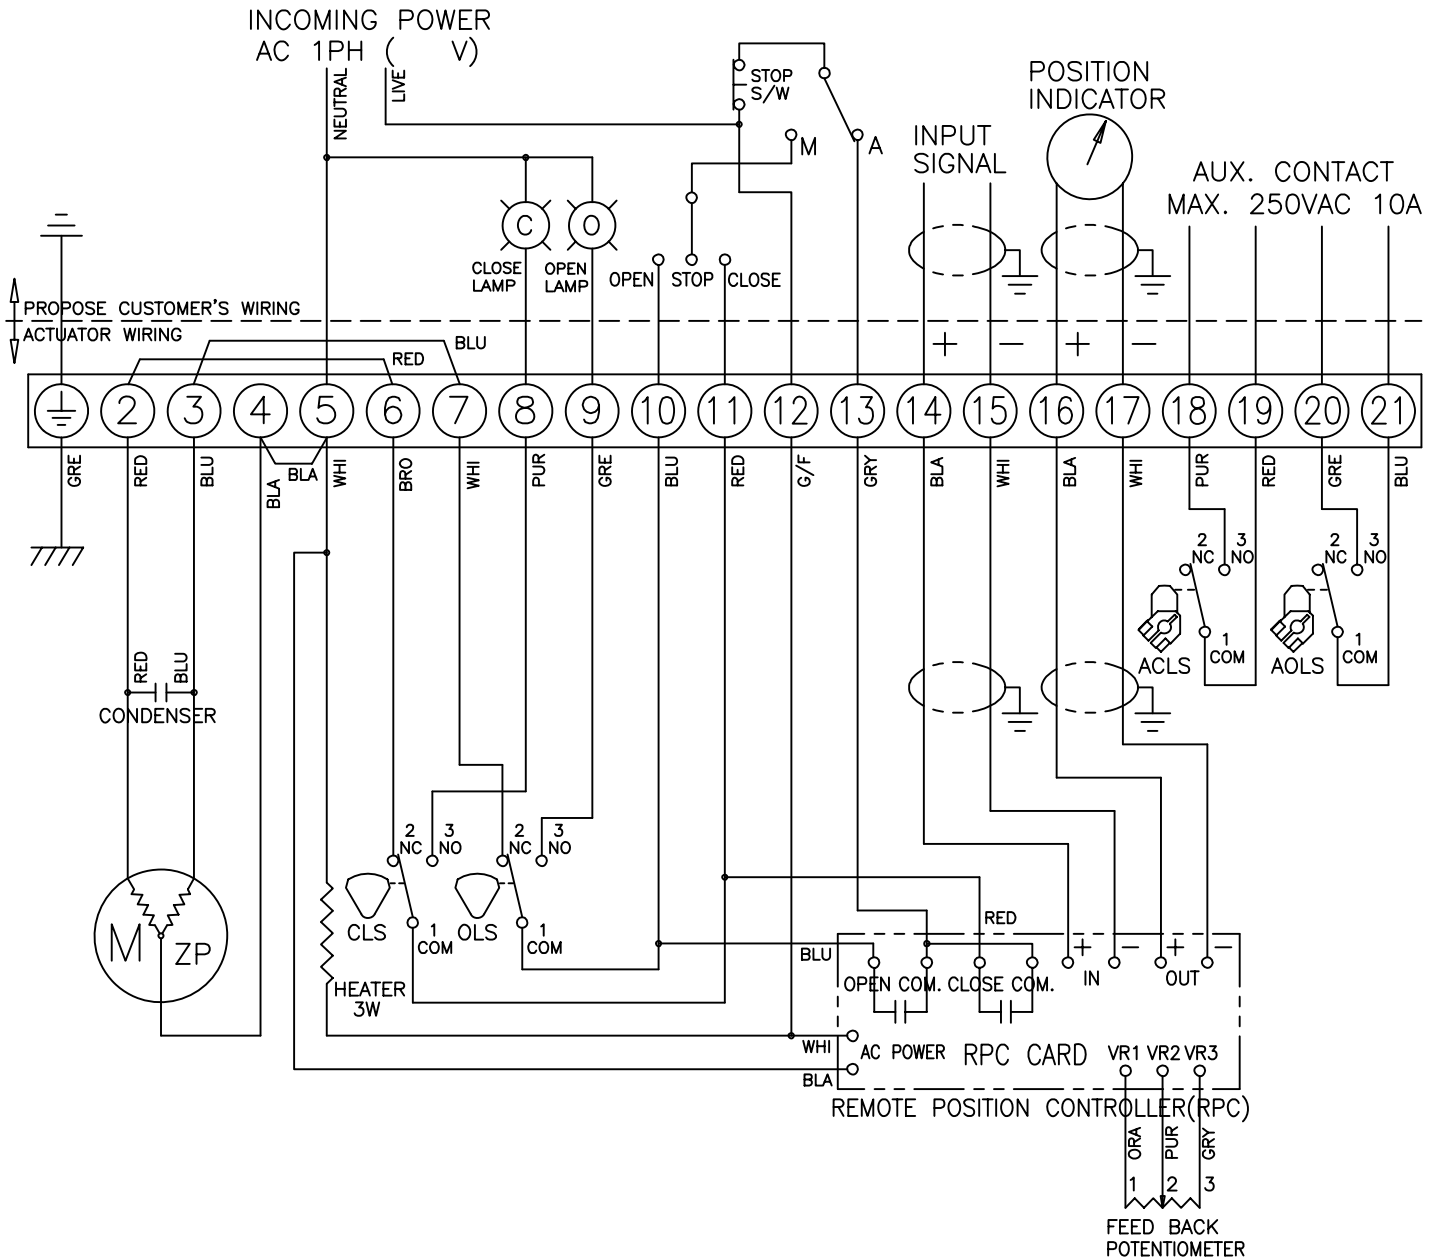 INCOMING POWER
AC 1PH ( V)
NEUTRAL
LIVE
STOP
S/W
M
A
POSITION
INDICATOR
INPUT
SIGNAL
AUX. CONTACT
MAX. 250VAC 10A
C
O
CLOSE
LAMP
OPEN
LAMP
OPEN
STOP
CLOSE
PROPOSE CUSTOMER'S WIRING
ACTUATOR WIRING
+ − + −
BLU
RED
2 3 4 5 6 7 8 9 10 11 12 13 14 15 16 17 18 19 20 21
GRE
RED
BLU
BLA
BLA
WHI
BRO
WHI
PUR
GRE
BLU
RED
G/F
GRY
BLA
WHI
BLA
WHI
PUR
RED
GRE
BLU
2 3
NC NO
1
COM
ACLS
2 3
NC NO
1
COM
AOLS
RED
BLU
CONDENSER
2 3
NC NO
CLS
1
COM
2 3
NC NO
OLS
1
COM
M
ZP
HEATER
3W
RED
BLU
+ − + −
OPEN COM. CLOSE COM. IN OUT
WHI
AC POWER
RPC CARD
VR1 VR2 VR3
BLA
REMOTE POSITION CONTROLLER(RPC)
ORA
PUR
GRY
1 2 3
FEED BACK
POTENTIOMETER